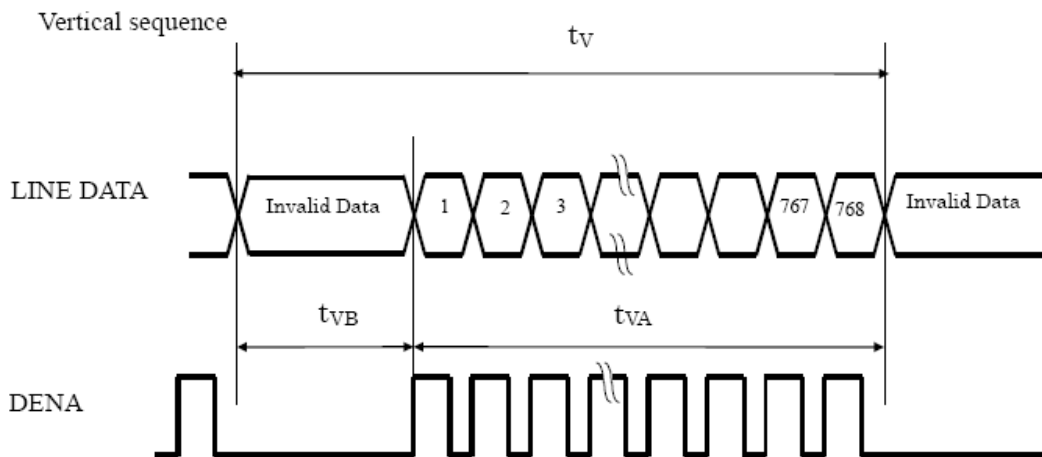 Vertical sequence
tV
LINE DATA
Invalid Data
1
2
3
767
768
Invalid Data
tVB
tVA
DENA